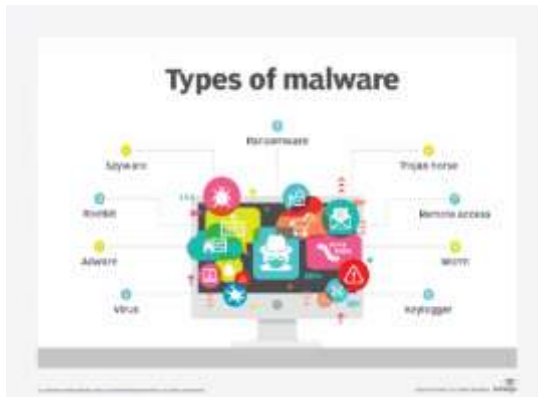 Types of malware
Ransomware
Spyware
Trojan horse
Rootkit
Remote access
Adware
Worm
Virus
Keylogger